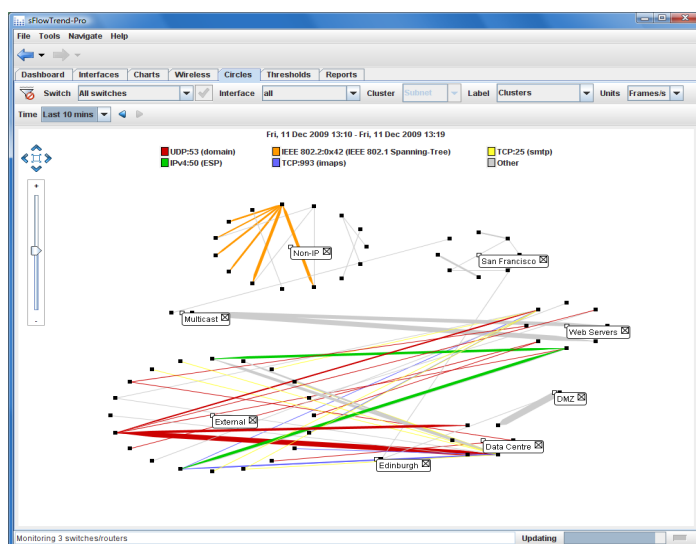 sFlowTrend-Pro
File Tools Navigate Help
Dashboard Interfaces Charts Wireless Circles Thresholds Reports
Switch All switches Interface all Cluster Subnet Label Clusters Units Frames/s
Time Last 10 mins
Fri, 11 Dec 2009 13:10 - Fri, 11 Dec 2009 13:19
UDP:53 (domain) IEEE 802.2:0x42 (IEEE 802.1 Spanning-Tree) TCP:25 (smtp)
IPv4:50 (ESP) TCP:993 (imaps) Other
+
Non-IP
San Francisco
-
Multicast
Web Servers
DMZ
External
Data Centre
Edinburgh
Monitoring 3 switches/routers Updating